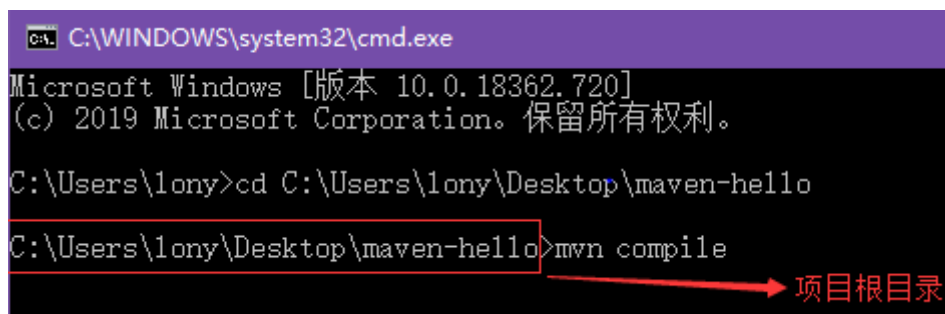 C:\WINDOWS\system32\cmd.exe
Microsoft Windows [版本 10.0.18362.720]
(c) 2019 Microsoft Corporation。保留所有权利。
C:\Users\lony>cd C:\Users\lony\Desktop\maven-hello
C:\Users\lony\Desktop\maven-hello>mvn compile
项目根目录